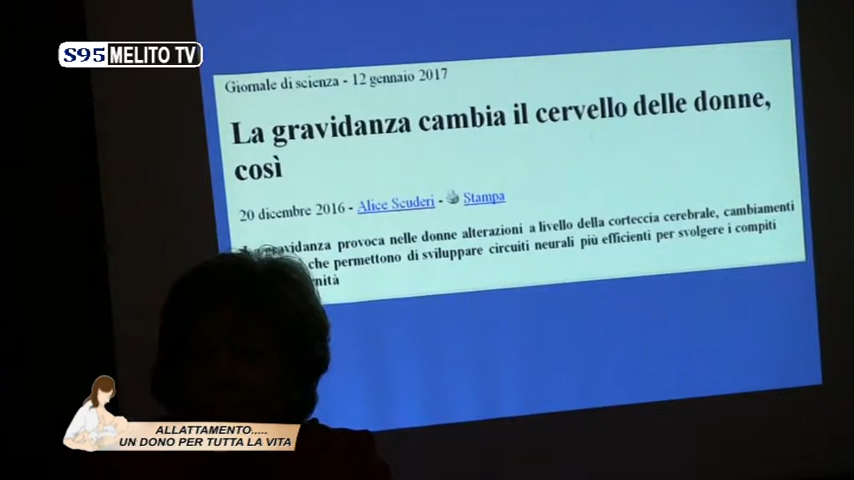 S95 MELITO TV
Giornale di scienza - 12 gennaio 2017
La gravidanza cambia il cervello delle donne,
così
20 dicembre 2016 - Alice Scuderi - Stampa
gravidanza provoca nelle donne alterazioni a livello della corteccia cerebrale, cambiamenti
che permettono di sviluppare circuiti neurali più efficienti per svolgere i compiti
nità
ALLATTAMENTO.....
UN DONO PER TUTTA LA VITA